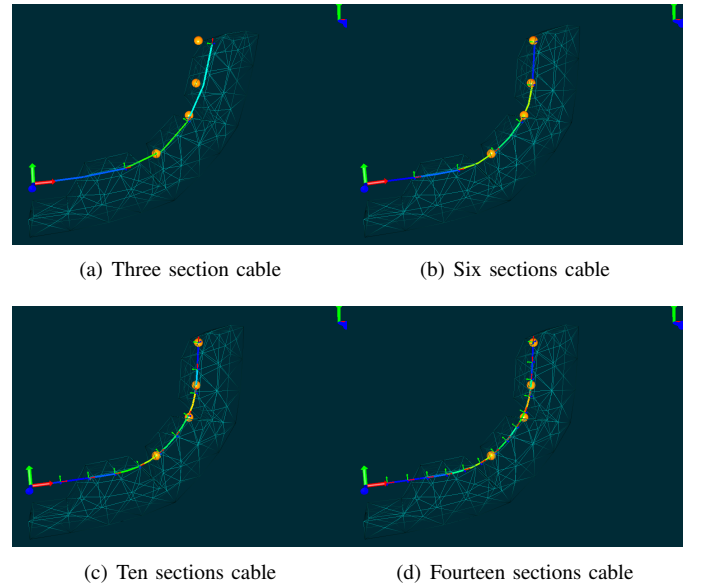 (a) Three section cable
(b) Six sections cable
(c) Ten sections cable
(d) Fourteen sections cable